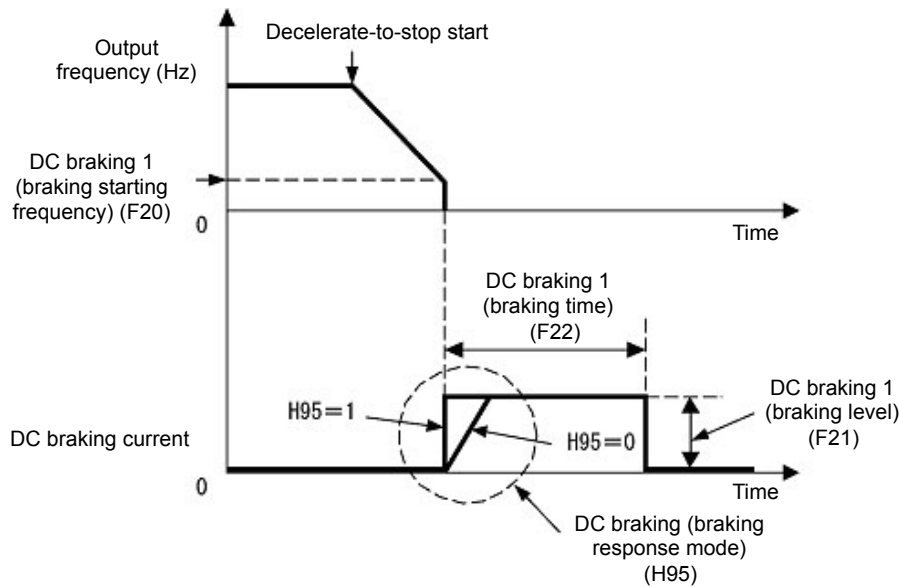 Decelerate-to-stop start
Output
frequency (Hz)
DC braking 1
(braking starting
frequency) (F20)
0
Time
DC braking 1
(braking time)
(F22)
H95=1
H95=0
DC braking 1
(braking level)
(F21)
DC braking current
0
Time
DC braking (braking
response mode)
(H95)